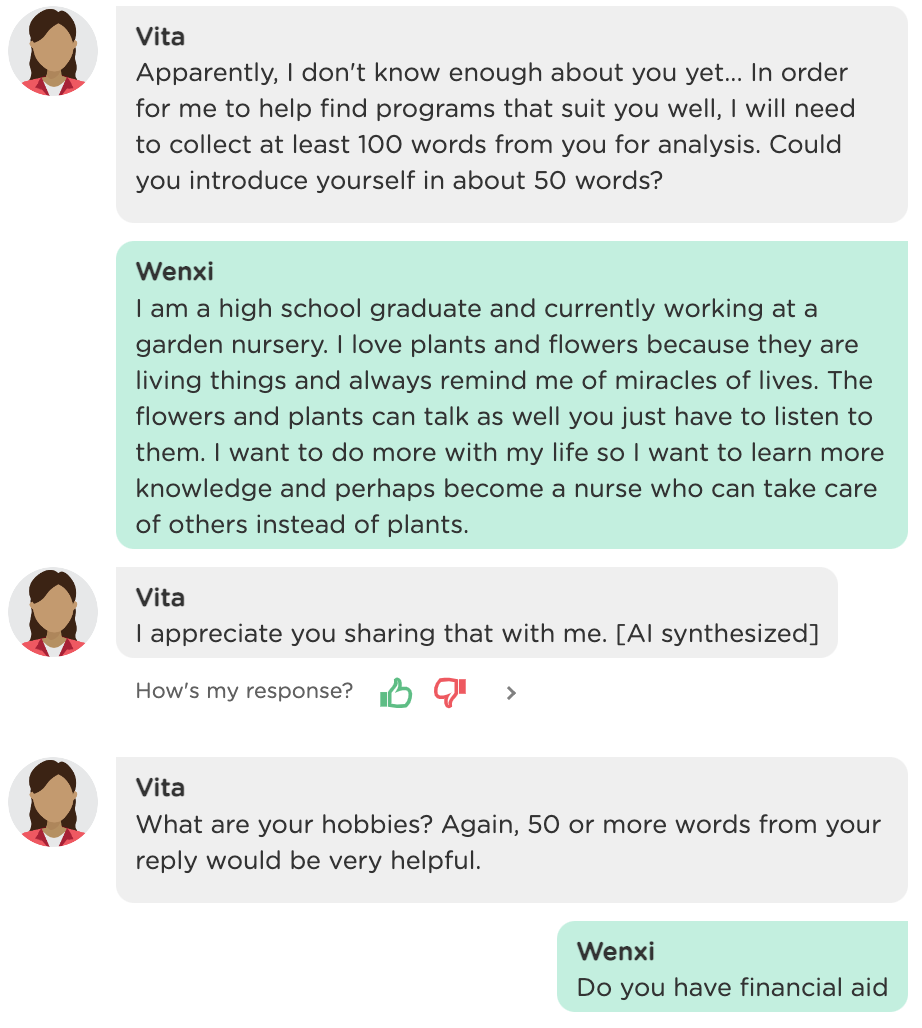 Vita
Apparently, I don't know enough about you yet... In order
for me to help find programs that suit you well, I will need
to collect at least 100 words from you for analysis. Could
you introduce yourself in about 50 words?
Wenxi
I am a high school graduate and currently working at a
garden nursery. I love plants and flowers because they are
living things and always remind me of miracles of lives. The
flowers and plants can talk as well you just have to listen to
them. I want to do more with my life so I want to learn more
knowledge and perhaps become a nurse who can take care
of others instead of plants.
Vita
I appreciate you sharing that with me. [AI synthesized]
How's my response?
Vita
What are your hobbies? Again, 50 or more words from your
reply would be very helpful.
Wenxi
Do you have financial aid